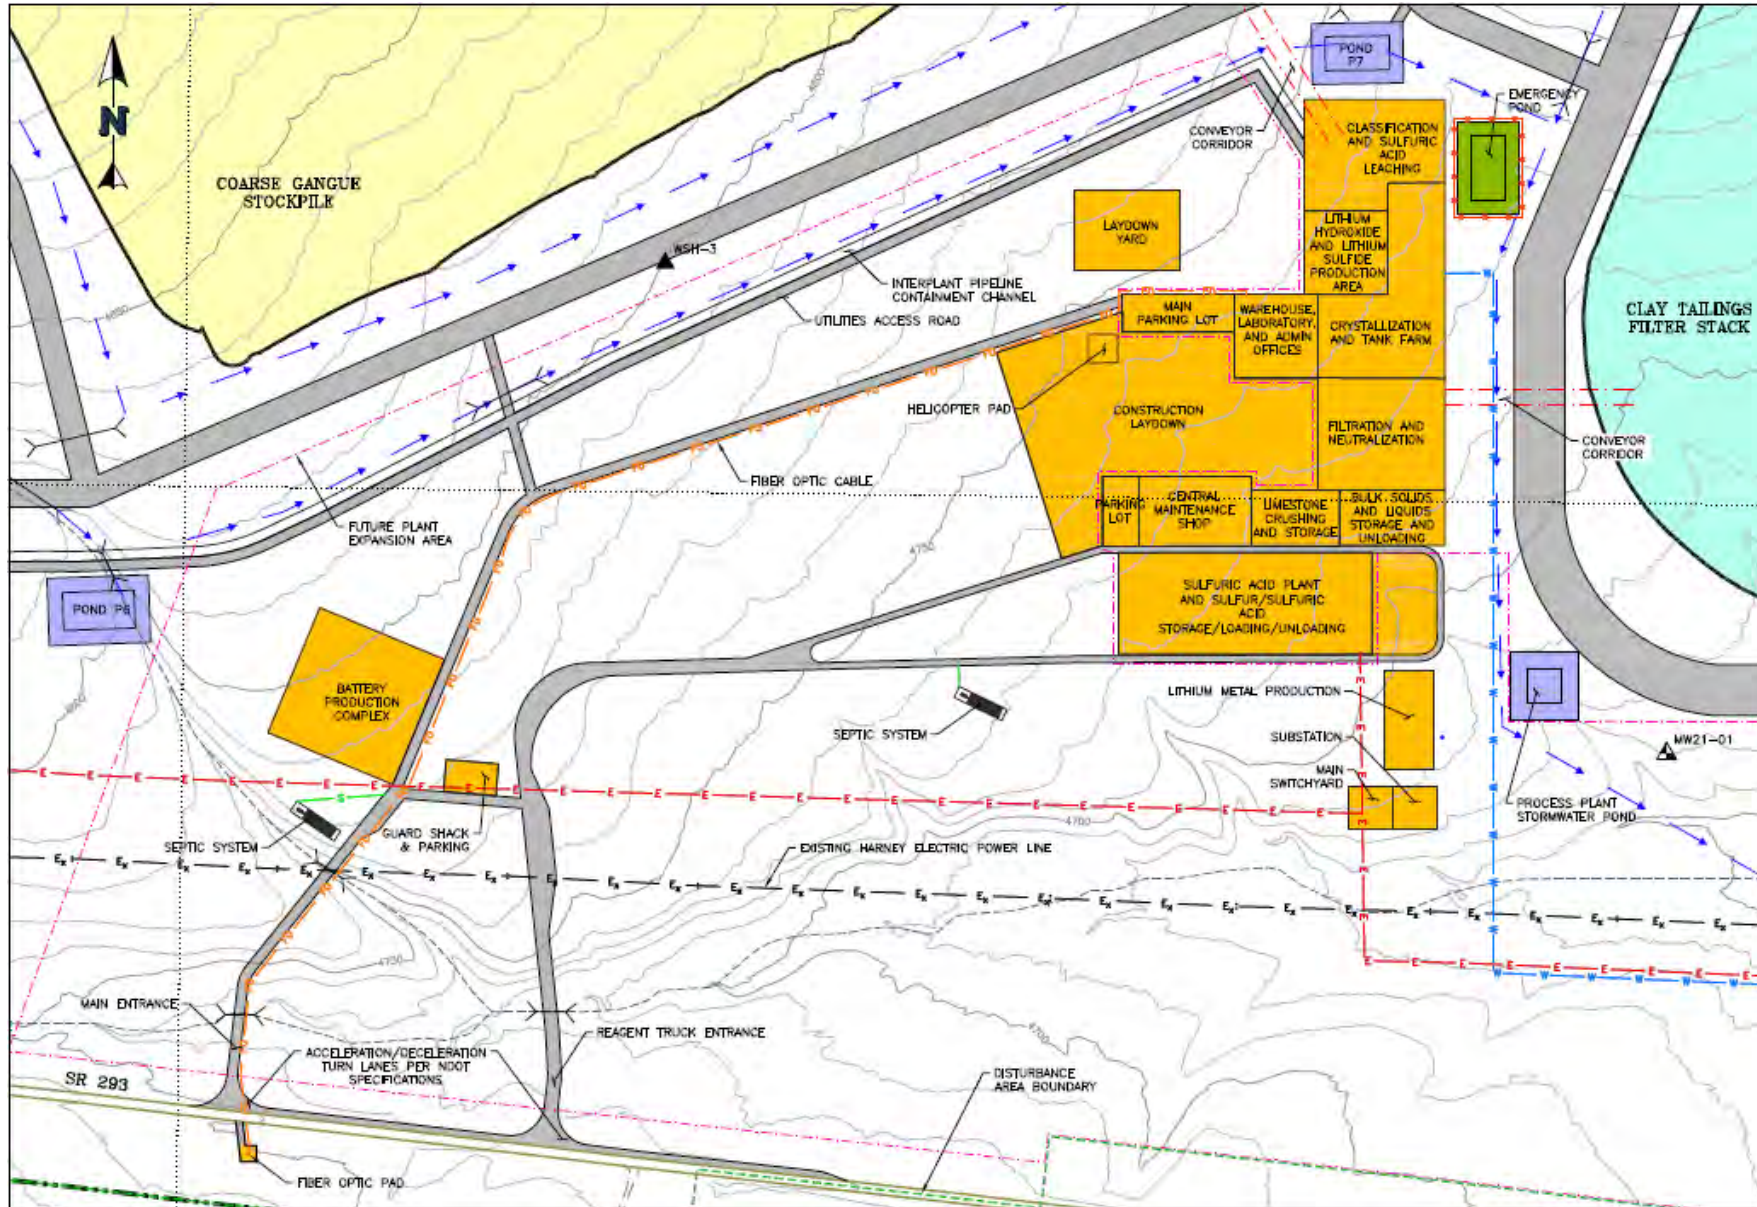 N
COARSE GANGUE
STOCKPILE
4800
POND
P7
EMERGENCY
POND
CONVEYOR
CORRIDOR
CLASSIFICATION
AND SULFURIC
ACID
LEACHING
WSH-3
LAYDOWN
YARD
LITHIUM
HYDROXIDE
AND LITHIUM
SULFIDE
PRODUCTION
AREA
INTERPLANT PIPELINE
CONTAINMENT CHANNEL
UTILITIES ACCESS ROAD
MAIN
PARKING LOT
WAREHOUSE,
LABORATORY,
AND ADMIN
OFFICES
CRYSTALLIZATION
AND TANK FARM
CLAY TAILINGS
FILTER STACK
HELICOPTER PAD
CONSTRUCTION
LAYDOWN
FILTRATION AND
NEUTRALIZATION
CONVEYOR
CORRIDOR
FIBER OPTIC CABLE
FUTURE PLANT
EXPANSION AREA
PARKING
LOT
CENTRAL
MAINTENANCE
SHOP
LIMESTONE
CRUSHING
AND STORAGE
BULK SOLIDS
AND LIQUIDS
STORAGE AND
UNLOADING
4750
POND P6
SULFURIC ACID PLANT
AND SULFUR/SULFURIC
ACID
STORAGE/LOADING/UNLOADING
BATTERY
PRODUCTION
COMPLEX
LITHIUM METAL PRODUCTION
SEPTIC SYSTEM
SUBSTATION
MW21-01
MAIN
SWITCHYARD
PROCESS PLANT
STORMWATER POND
4700
GUARD SHACK
& PARKING
SEPTIC SYSTEM
EXISTING HARNEY ELECTRIC POWER LINE
4700
MAIN ENTRANCE
REAGENT TRUCK ENTRANCE
4700
ACCELERATION/DECELERATION
TURN LANES PER NDOT
SPECIFICATIONS
SR 293
DISTURBANCE
AREA BOUNDARY
FIBER OPTIC PAD